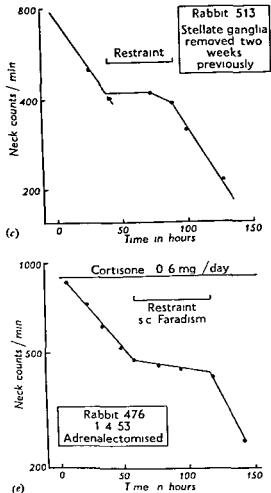 800
Rabbit 513
Stellate ganglia
removed two
weeks
previously
Restraint
400
200
Neck counts / min
0 50 100 150
(c)
Time in hours
1000
Cortisone 0 6 mg / day
Restraint
s c Faradism
500
Rabbit 476
1 4 53
Adrenalectomised
200
Neck counts/min
0 50 100 150
(e)
Time n hours